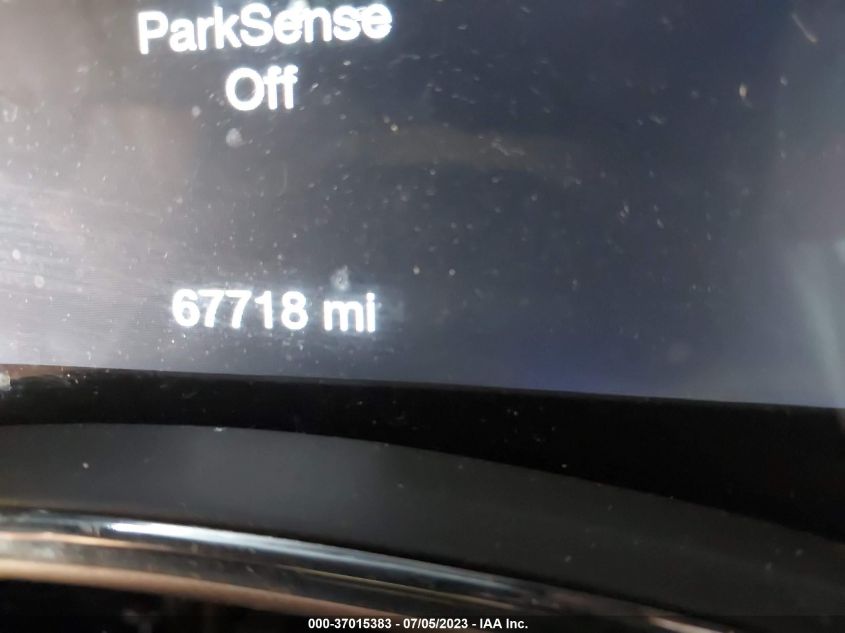 ParkSense
Off
67718 mi
000-37015383 - 07/05/2023 - IAA Inc.